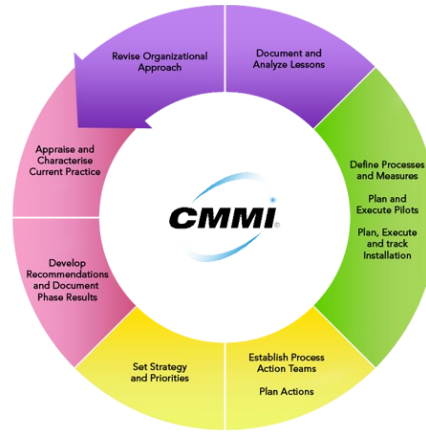 Revise Organizational
Approach
Document and
Analyze Lessons
Appraise and
Characterise
Current Practice
Define Processes
and Measures
Plan and
Execute Pilots
Plan, Execute
and track
Installation
CMMI®
Develop
Recommendations
and Document
Phase Results
Set Strategy
and Priorities
Establish Process
Action Teams
Plan Actions